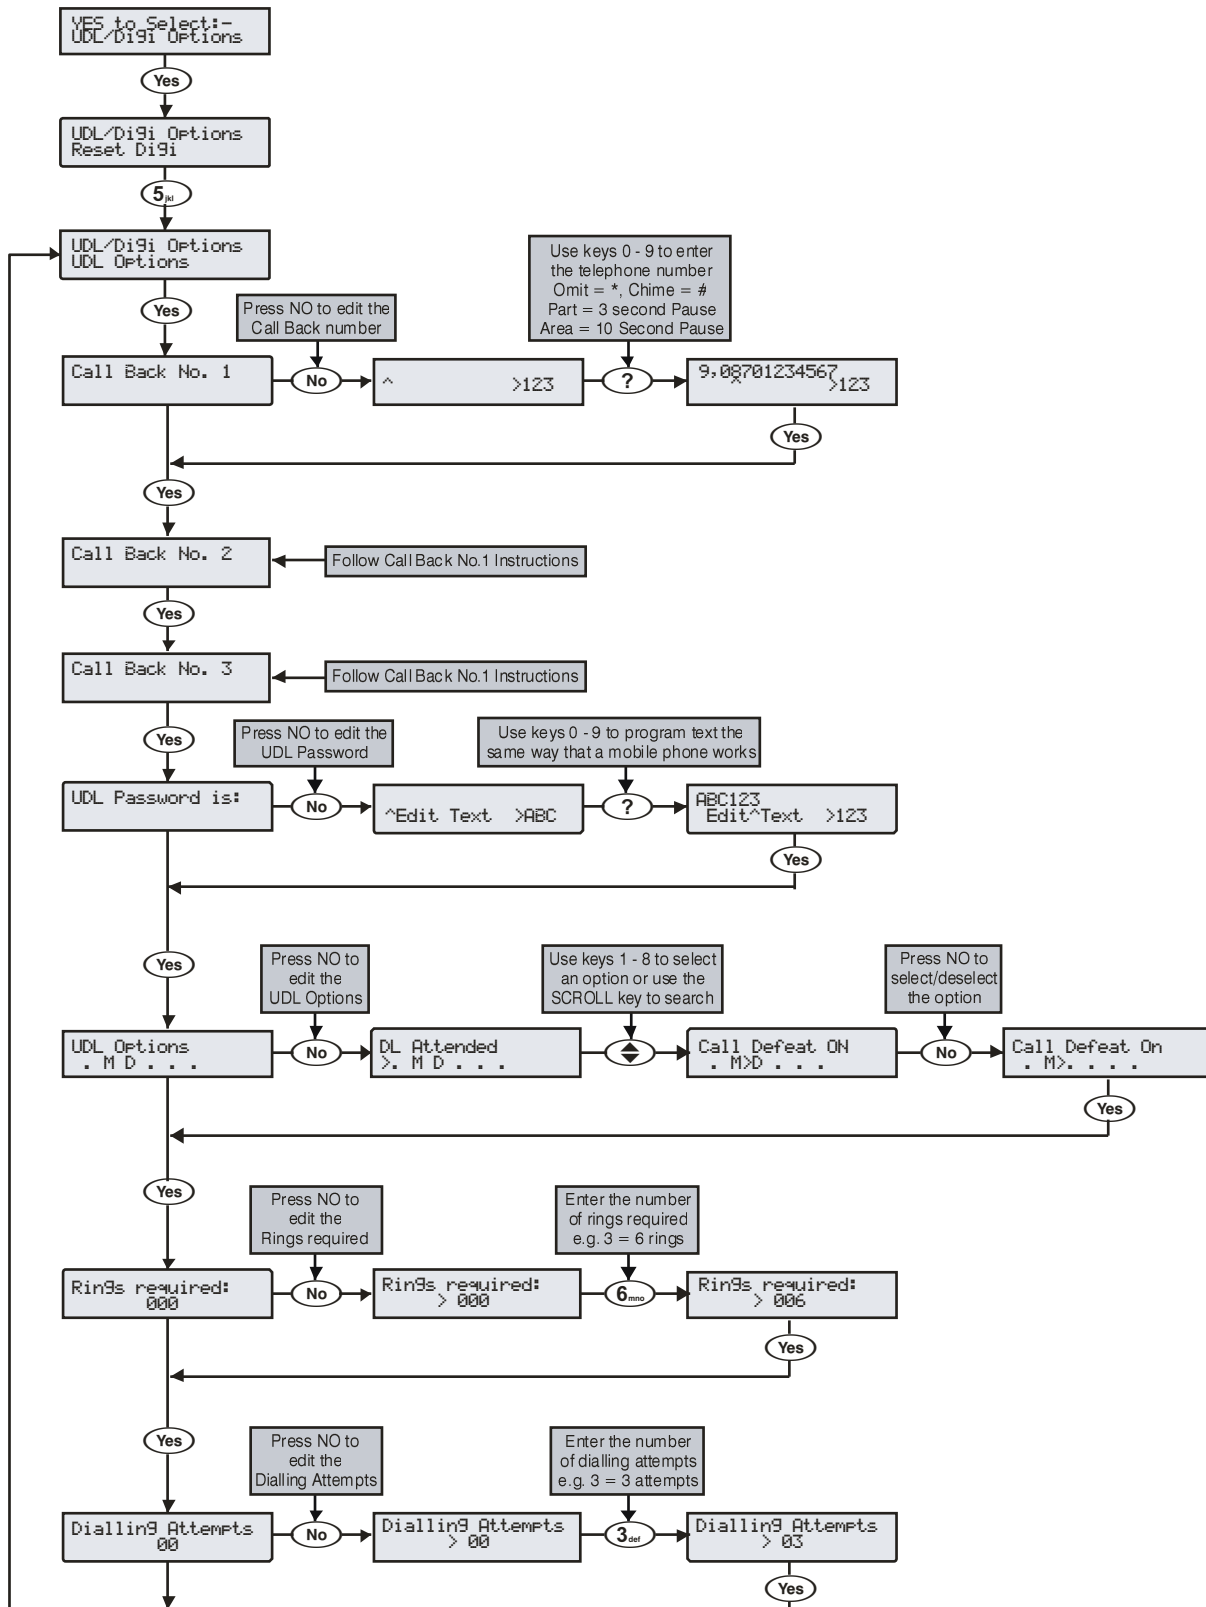 YES to Select:-
UDL/Digi Options
Yes
UDL/Digi Options
Reset Digi
5jkl
UDL/Digi Options
UDL Options
Yes
Press NO to edit the
Call Back number
Use keys 0 - 9 to enter
the telephone number
Omit = *, Chime = #
Part = 3 second Pause
Area = 10 Second Pause
Call Back No. 1
No
^ >123
?
9,08701234567
^ >123
Yes
Yes
Call Back No. 2
Follow Call Back No.1 Instructions
Yes
Call Back No. 3
Follow Call Back No.1 Instructions
Yes
Press NO to edit the
UDL Password
Use keys 0 - 9 to program text the
same way that a mobile phone works
UDL Password is:
No
^Edit Text >ABC
?
ABC123
Edit^Text >123
Yes
Yes
Press NO to
edit the
UDL Options
Use keys 1 - 8 to select
an option or use the
SCROLL key to search
Press NO to
select/deselect
the option
UDL Options
. M D . . .
No
DL Attended
>. M D . . .
Call Defeat ON
. M>D . . .
No
Call Defeat On
. M>. . . .
Yes
Yes
Press NO to
edit the
Rings required
Enter the number
of rings required
e.g. 3 = 6 rings
Rings required:
000
No
Rings required:
> 000
6mno
Rings required:
> 006
Yes
Yes
Press NO to
edit the
Dialling Attempts
Enter the number
of dialling attempts
e.g. 3 = 3 attempts
Dialling Attempts
00
No
Dialling Attempts
> 00
3def
Dialling Attempts
> 03
Yes